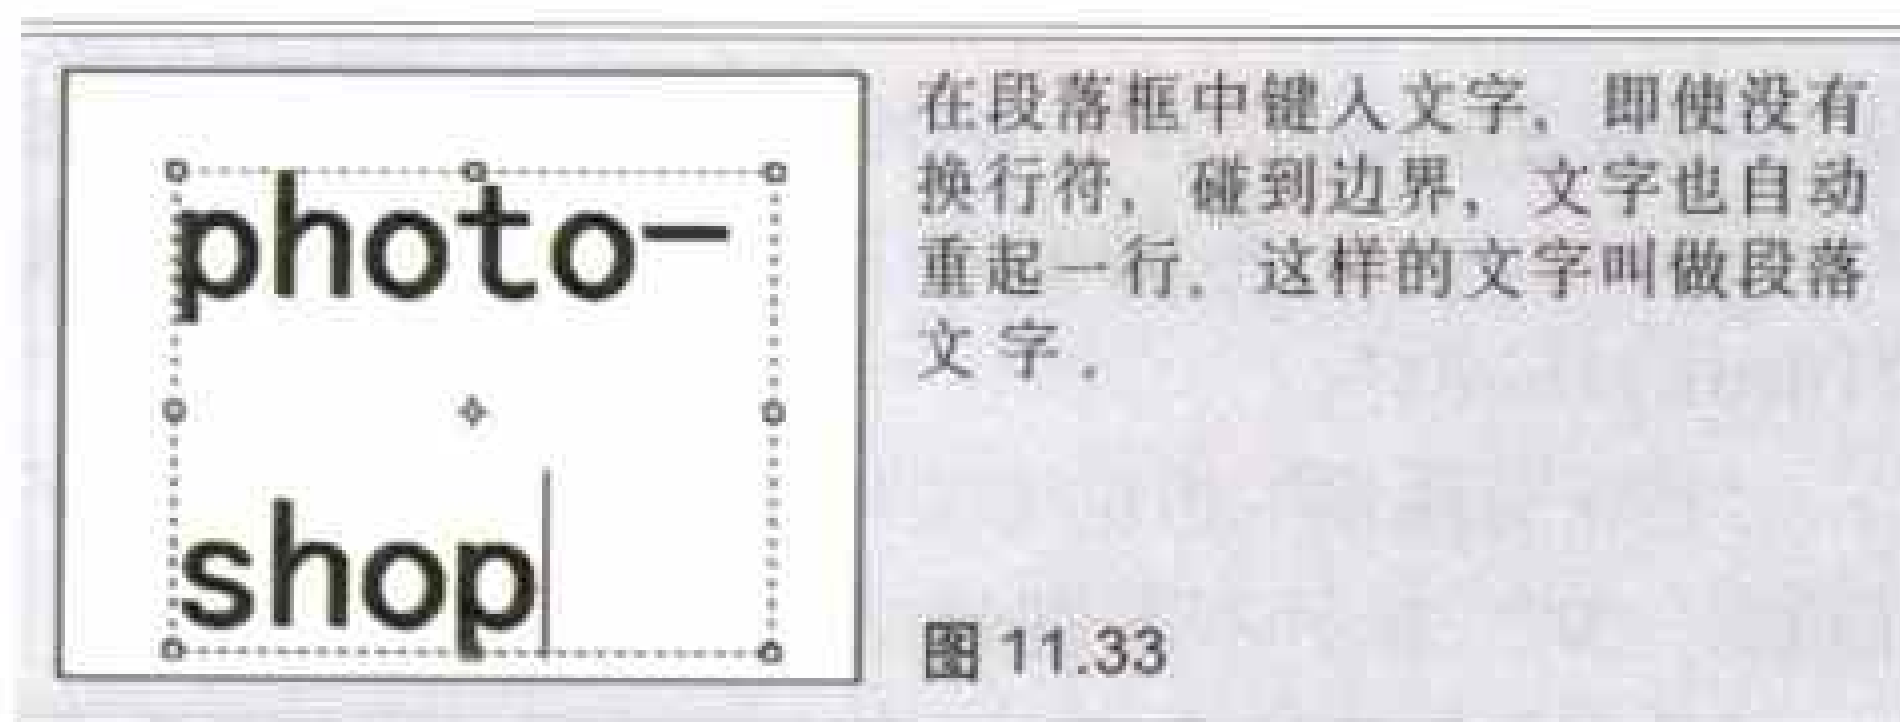 photo-
shop
在段落框中键入文字，即使没有
换行符，碰到边界，文字也自动
重起一行，这样的文字叫做段落
文字。
图 11.33